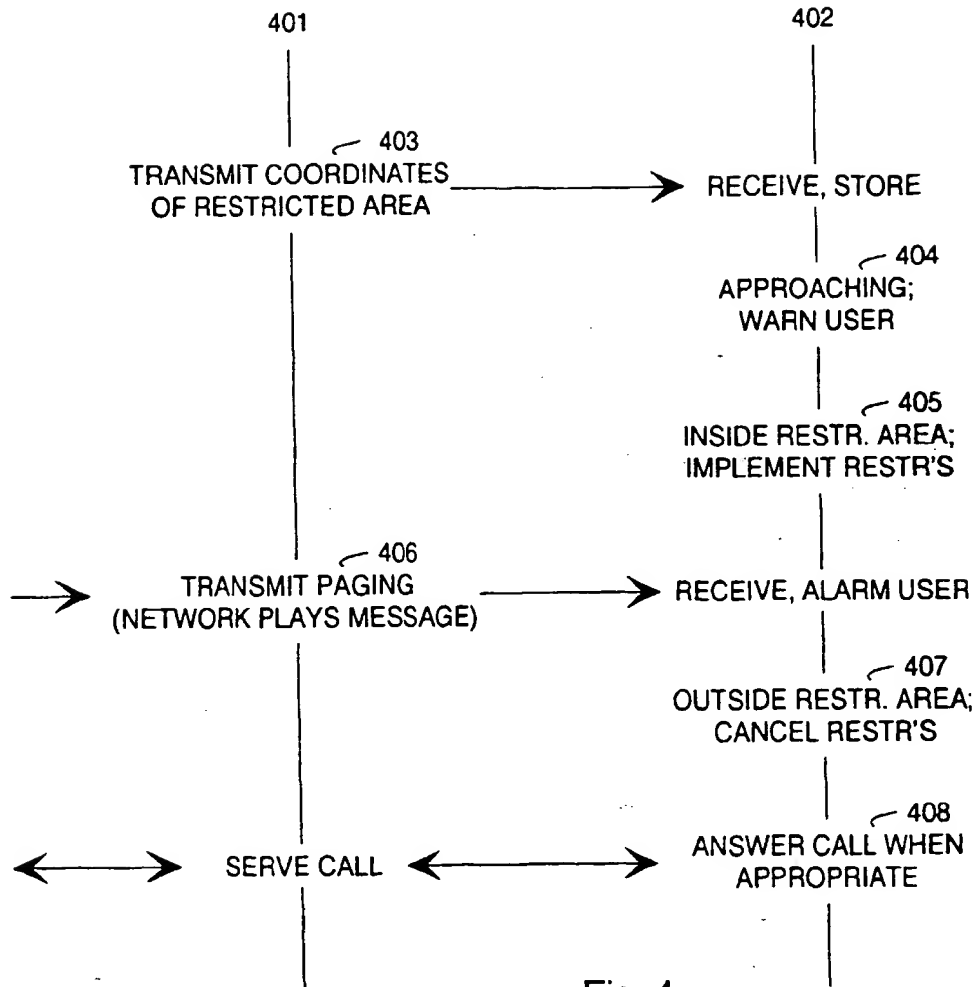 401
402
403
TRANSMIT COORDINATES
OF RESTRICTED AREA
RECEIVE, STORE
404
APPROACHING;
WARN USER
405
INSIDE RESTR. AREA;
IMPLEMENT RESTR'S
406
TRANSMIT PAGING
(NETWORK PLAYS MESSAGE)
RECEIVE, ALARM USER
407
OUTSIDE RESTR. AREA;
CANCEL RESTR'S
SERVE CALL
408
ANSWER CALL WHEN
APPROPRIATE